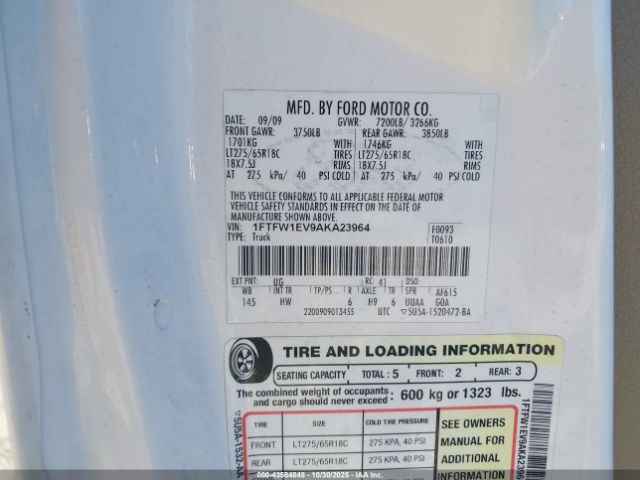 MFD. BY FORD MOTOR CO.
DATE: 09/09 GVWR: 7200LB/ 3266KG
FRONT GAWR: 3750LB REAR GAWR: 3850LB
1701KG WITH 1746KG WITH
LT275/65R18C TIRES LT275/65R18C TIRES
18X7.5J RIMS 18X7.5J RIMS
AT 275 kPa/ 40 PSI COLD AT 275 kPa/ 40 PSI COLD
THIS VEHICLE CONFORMS TO ALL APPLICABLE FEDERAL MOTOR
VEHICLE SAFETY STANDARDS IN EFFECT ON THE DATE OF
MANUFACTURE SHOWN ABOVE.
VIN: 1FTFW1EV9AKA23964 F0093
TYPE: Truck T0610
EXT PNT: UG RC: 41 DSO:
WB INT TR TP/PS R AXLE TR SPR AF615
145 HW 6 H9 6 UUAA GOA
2200909013455 UTC ▽5U5A-1520472-BA
TIRE AND LOADING INFORMATION
SEATING CAPACITY TOTAL : 5 FRONT: 2 REAR: 3
The combined weight of occupants
and cargo should never exceed : 600 kg or 1323 lbs.
TIRE SIZE COLD TIRE PRESSURE
FRONT LT275/65R18C 275 KPA, 40 PSI
REAR LT275/65R18C 275 KPA, 40 PSI
SEE OWNERS
MANUAL FOR
ADDITIONAL
INFORMATION
▽5U5A-1532-AA
1FTFW1EV9AKA23964
IAA - 43584848 - 10/30/2025 - copart.com